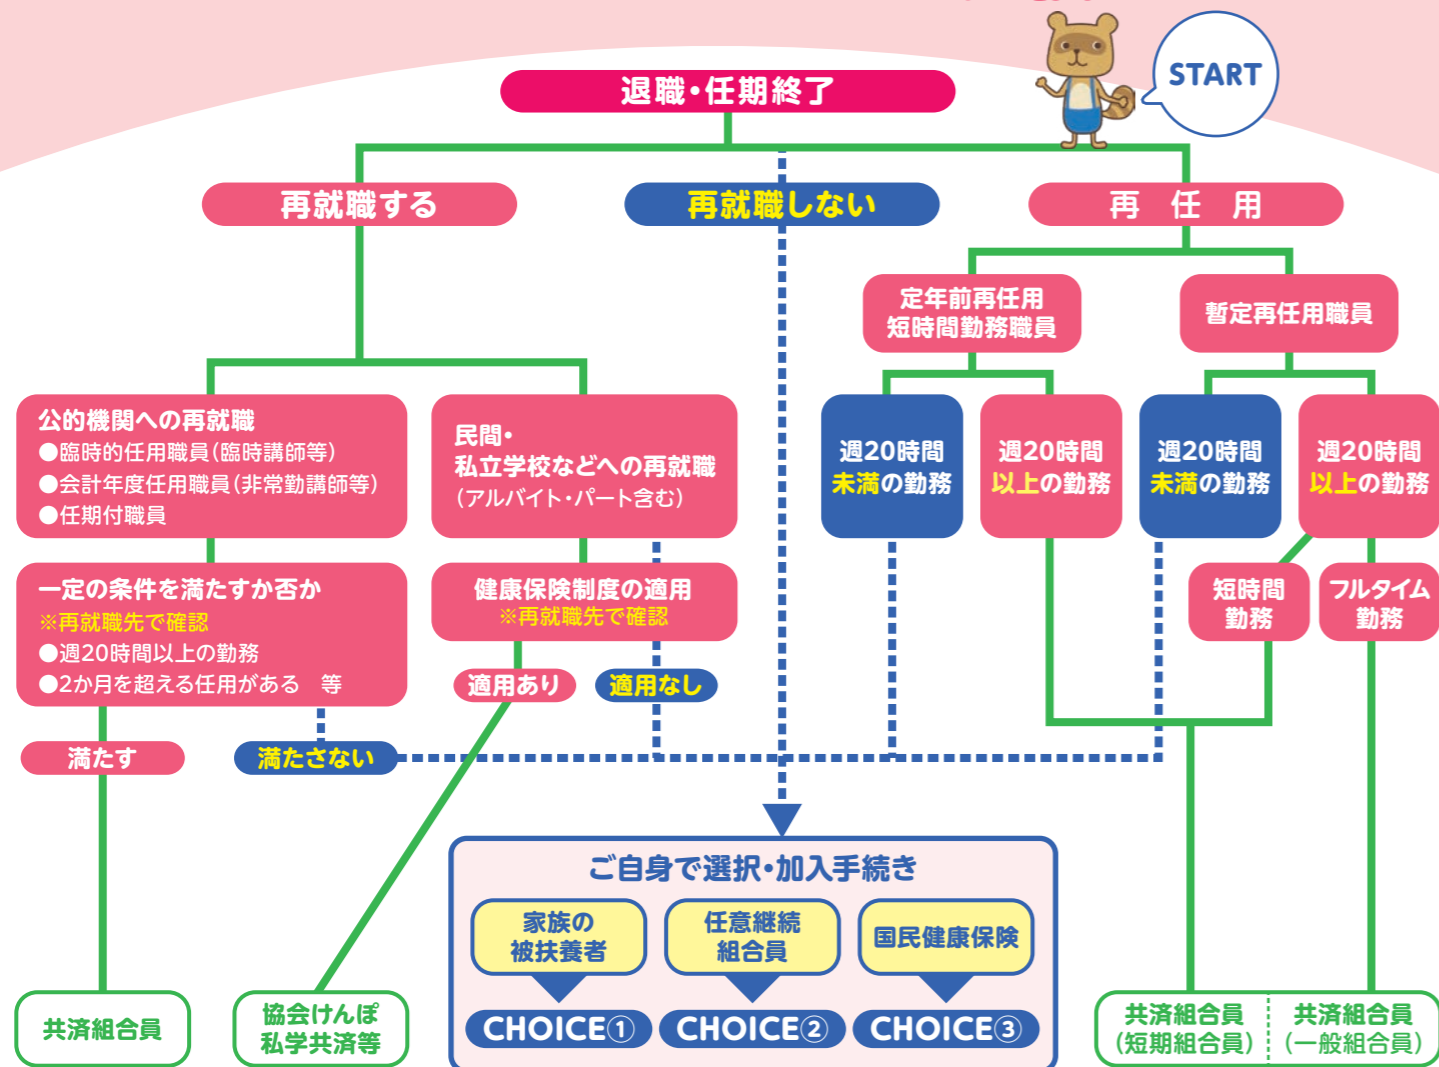 START
退職・任期終了
再就職する
再就職しない
再任用
定年前再任用
短時間勤務職員
暫定再任用職員
公的機関への再就職
●臨時的任用職員(臨時講師等)
●会計年度任用職員(非常勤講師等)
●任期付職員
民間・
私立学校などへの再就職
(アルバイト・パート含む)
週20時間
未満の勤務
週20時間
以上の勤務
週20時間
未満の勤務
週20時間
以上の勤務
一定の条件を満たすか否か
※再就職先で確認
●週20時間以上の勤務
●2か月を超える任用がある 等
健康保険制度の適用
※再就職先で確認
短時間
勤務
フルタイム
勤務
適用あり
適用なし
満たす
満たさない
ご自身で選択・加入手続き
家族の
被扶養者
任意継続
組合員
国民健康保険
CHOICE①
CHOICE②
CHOICE③
共済組合員
協会けんぽ
私学共済等
共済組合員
(短期組合員)
共済組合員
(一般組合員)